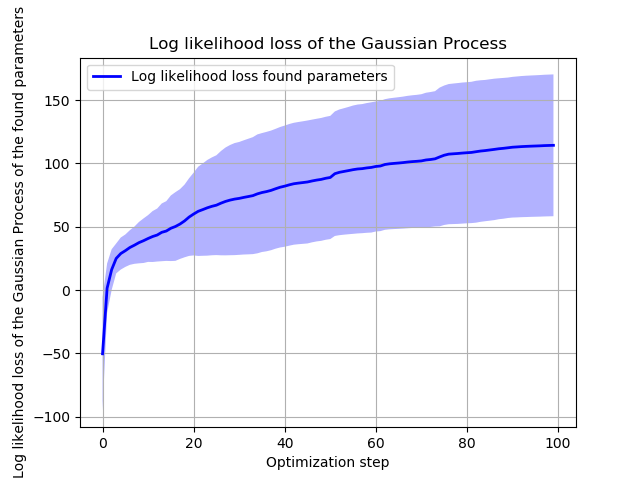 Log likelihood loss of the Gaussian Process
Log likelihood loss found parameters
Log likelihood loss of the Gaussian Process of the found parameters
150
100
50
0
−50
−100
0 20 40 60 80 100
Optimization step